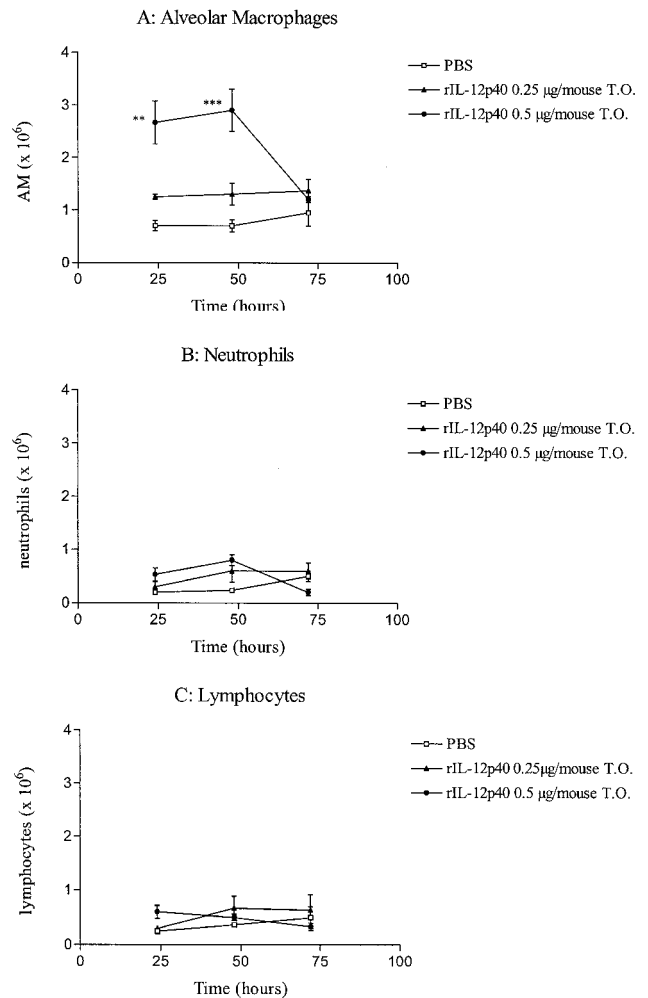 A: Alveolar Macrophages
PBS
rIL-12p40 0.25 μg/mouse T.O.
rIL-12p40 0.5 μg/mouse T.O.
AM (x 10⁶)
4
3
2
1
0
**
***
0 25 50 75 100
Time (hours)
B: Neutrophils
PBS
rIL-12p40 0.25 μg/mouse T.O.
rIL-12p40 0.5 μg/mouse T.O.
neutrophils (x 10⁶)
4
3
2
1
0
0 25 50 75 100
Time (hours)
C: Lymphocytes
PBS
rIL-12p40 0.25μg/mouse T.O.
rIL-12p40 0.5 μg/mouse T.O.
lymphocytes (x 10⁶)
4
3
2
1
0
0 25 50 75 100
Time (hours)